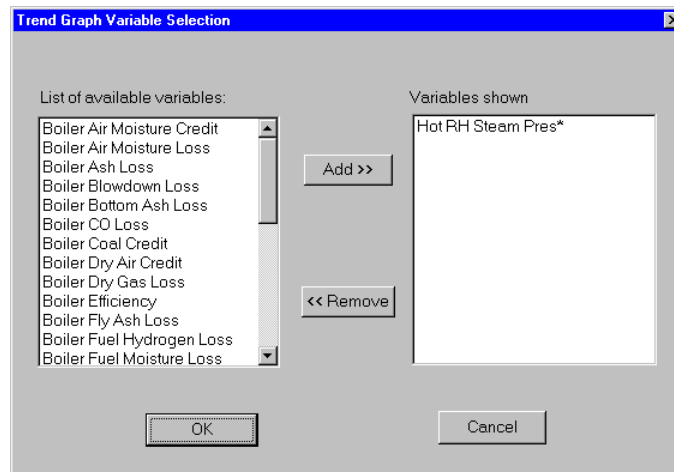 Trend Graph Variable Selection
List of available variables:
Boiler Air Moisture Credit
Boiler Air Moisture Loss
Boiler Ash Loss
Boiler Blowdown Loss
Boiler Bottom Ash Loss
Boiler CO Loss
Boiler Coal Credit
Boiler Dry Air Credit
Boiler Dry Gas Loss
Boiler Efficiency
Boiler Fly Ash Loss
Boiler Fuel Hydrogen Loss
Boiler Fuel Moisture Loss
Add >>
<< Remove
Variables shown
Hot RH Steam Pres*
OK
Cancel